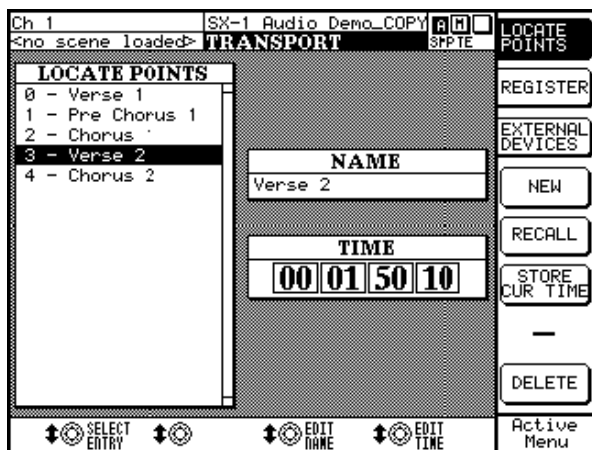 Ch 1
SX-1 Audio Demo_COPY
A M
<no scene loaded>
TRANSPORT
SMPTE
LOCATE POINTS
0 - Verse 1
1 - Pre Chorus 1
2 - Chorus
3 - Verse 2
4 - Chorus 2
NAME
Verse 2
TIME
00 01 50 10
SELECT ENTRY
EDIT NAME
EDIT TIME
LOCATE
POINTS
REGISTER
EXTERNAL
DEVICES
NEW
RECALL
STORE
CUR TIME
DELETE
Active
Menu